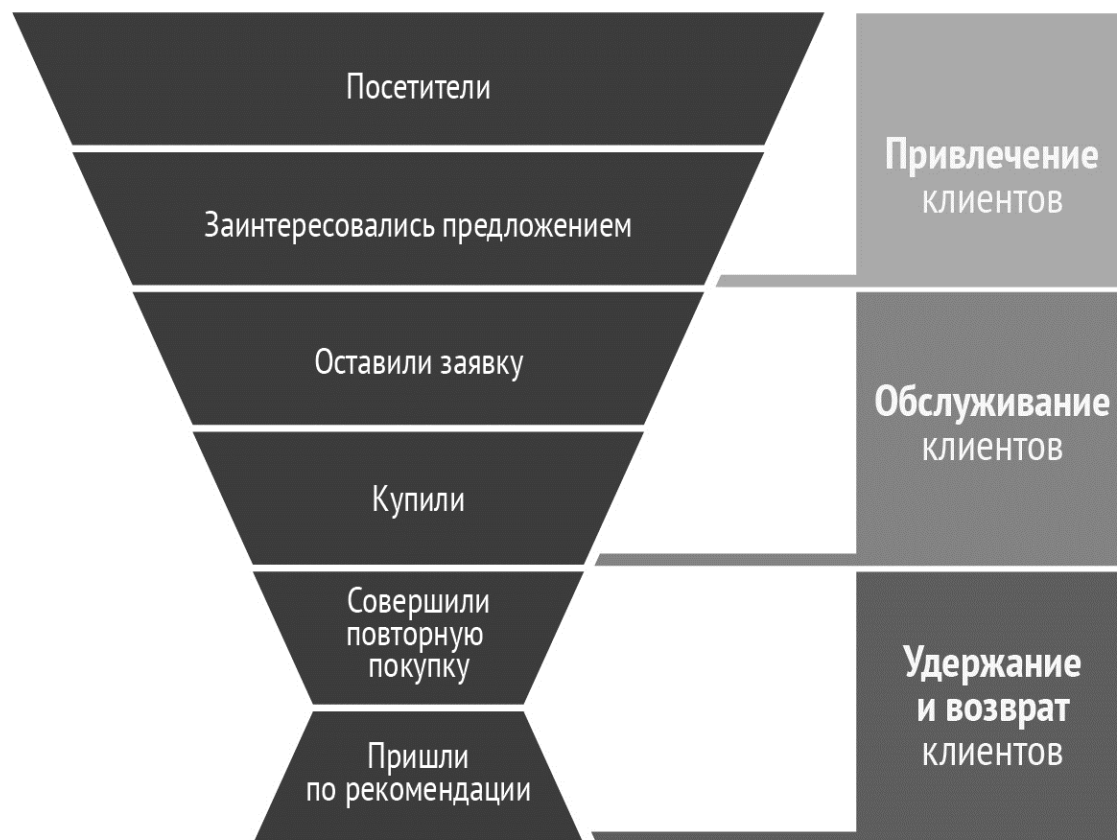 Посетители
Заинтересовались предложением
Оставили заявку
Купили
Совершили
повторную
покупку
Пришли
по рекомендации
Привлечение
клиентов
Обслуживание
клиентов
Удержание
и возврат
клиентов